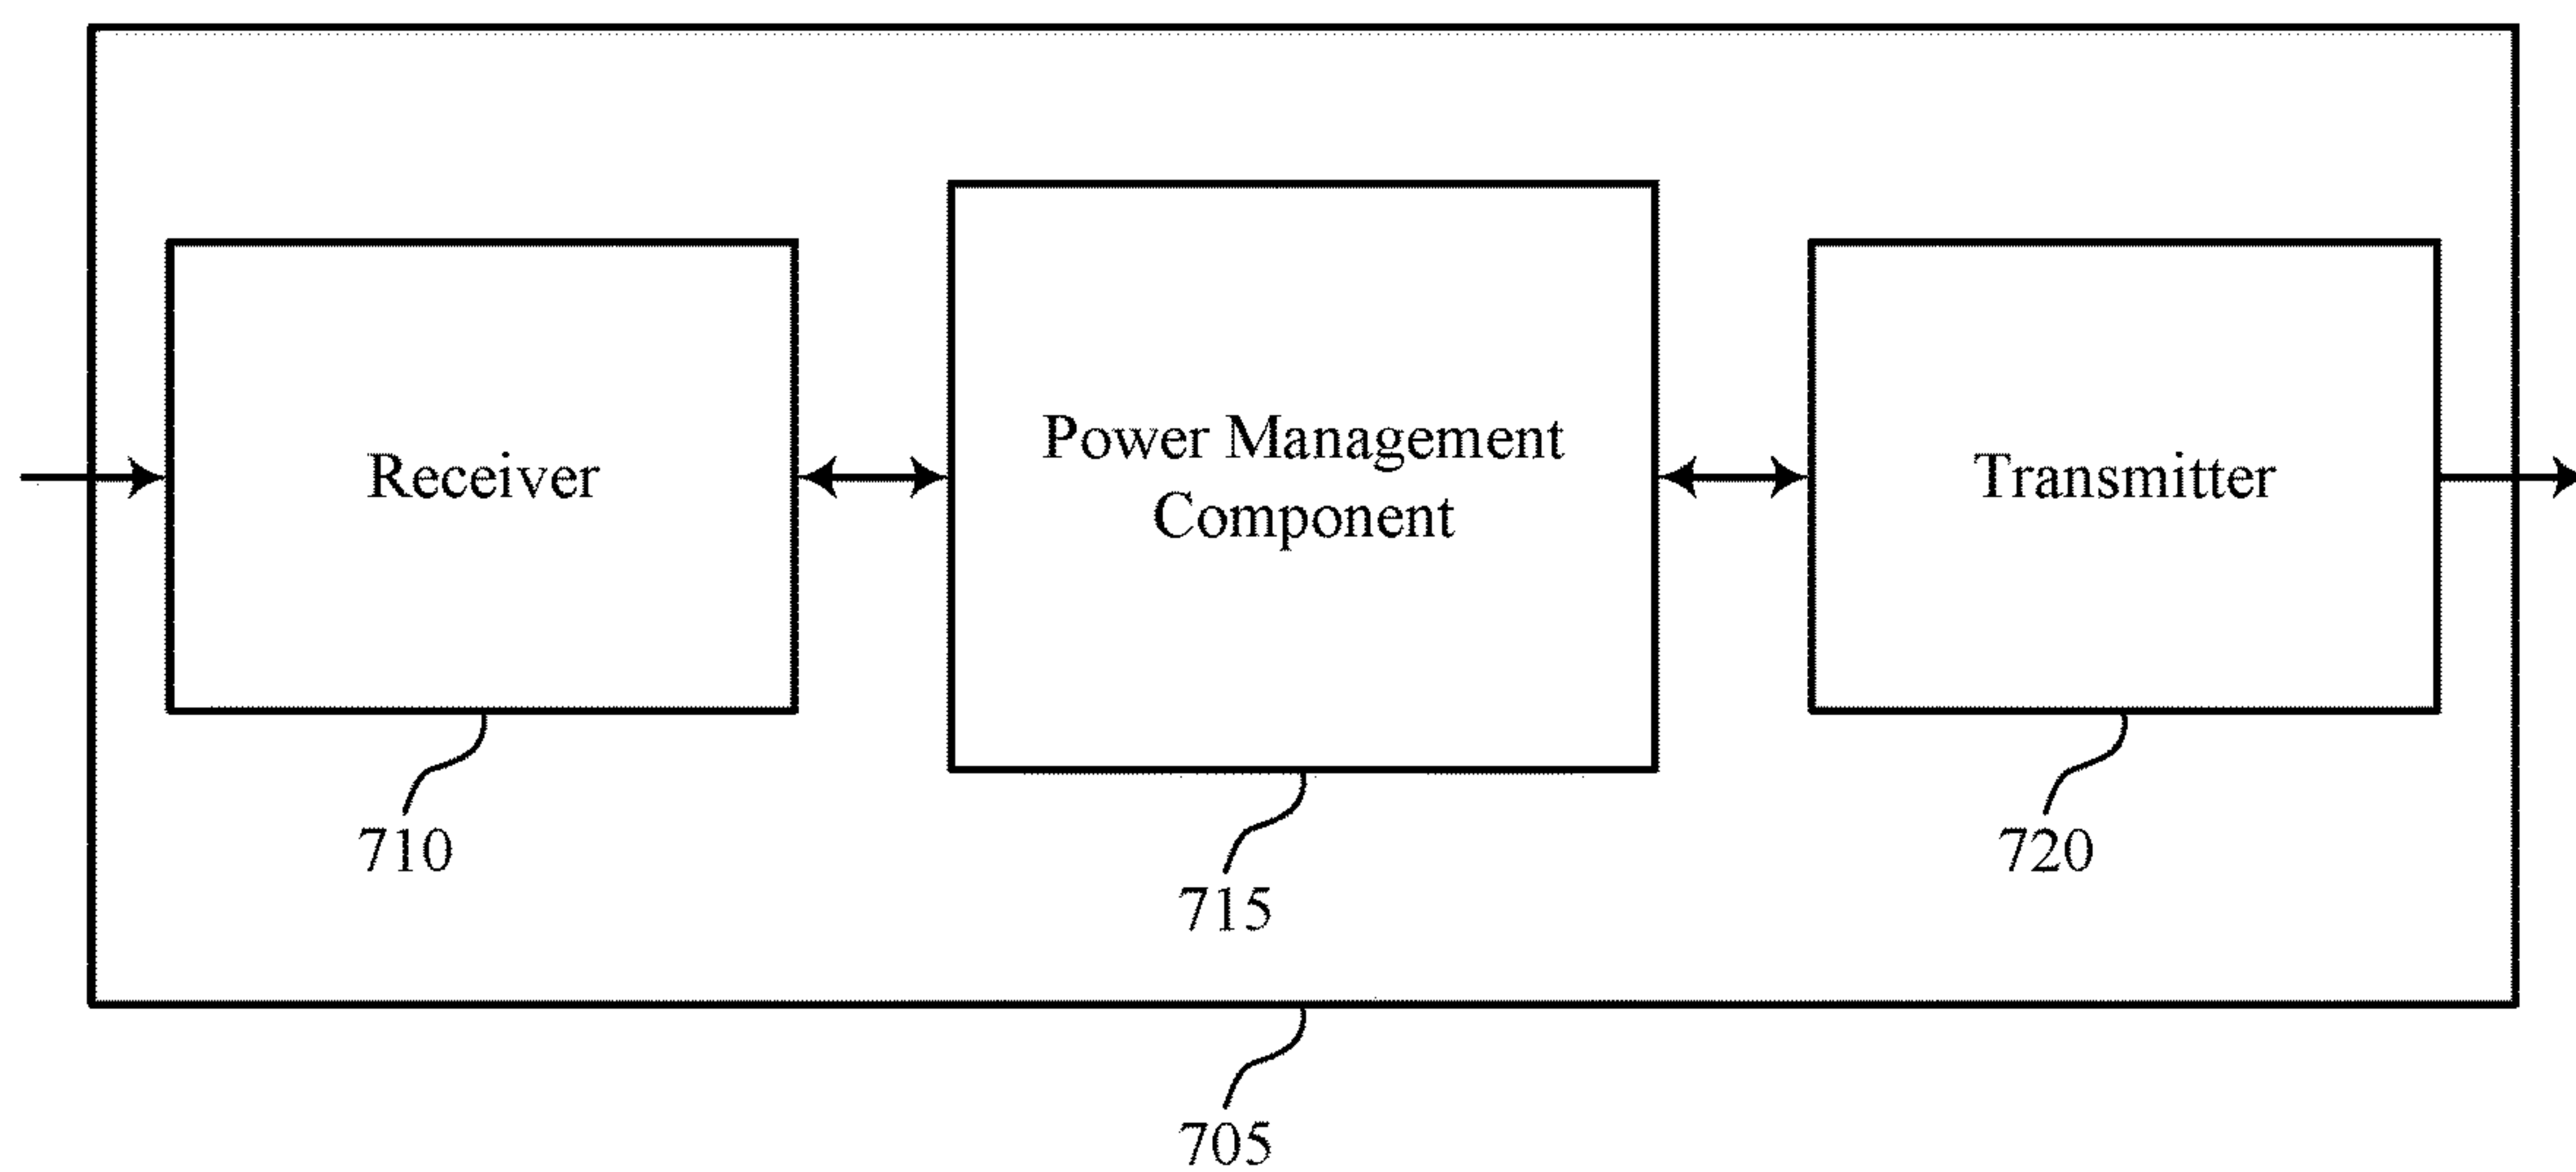 Receiver
Power Management
Component
Transmitter
710
715
720
705